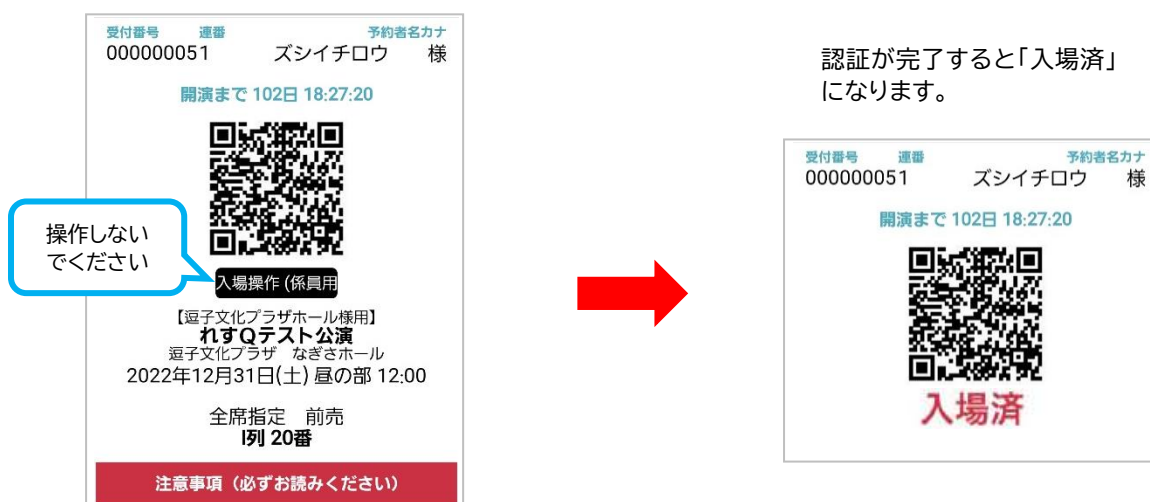 受付番号 連番 予約者名カナ
000000051 ズシイチロウ 様
開演まで 102日 18:27:20
操作しない
でください
入場操作 (係員用
【逗子文化プラザホール様用】
れすQテスト公演
逗子文化プラザ なぎさホール
2022年12月31日(土) 昼の部 12:00
全席指定 前売
I列 20番
注意事項（必ずお読みください）
認証が完了すると「入場済」
になります。
受付番号 連番 予約者名カナ
000000051 ズシイチロウ 様
開演まで 102日 18:27:20
入場済